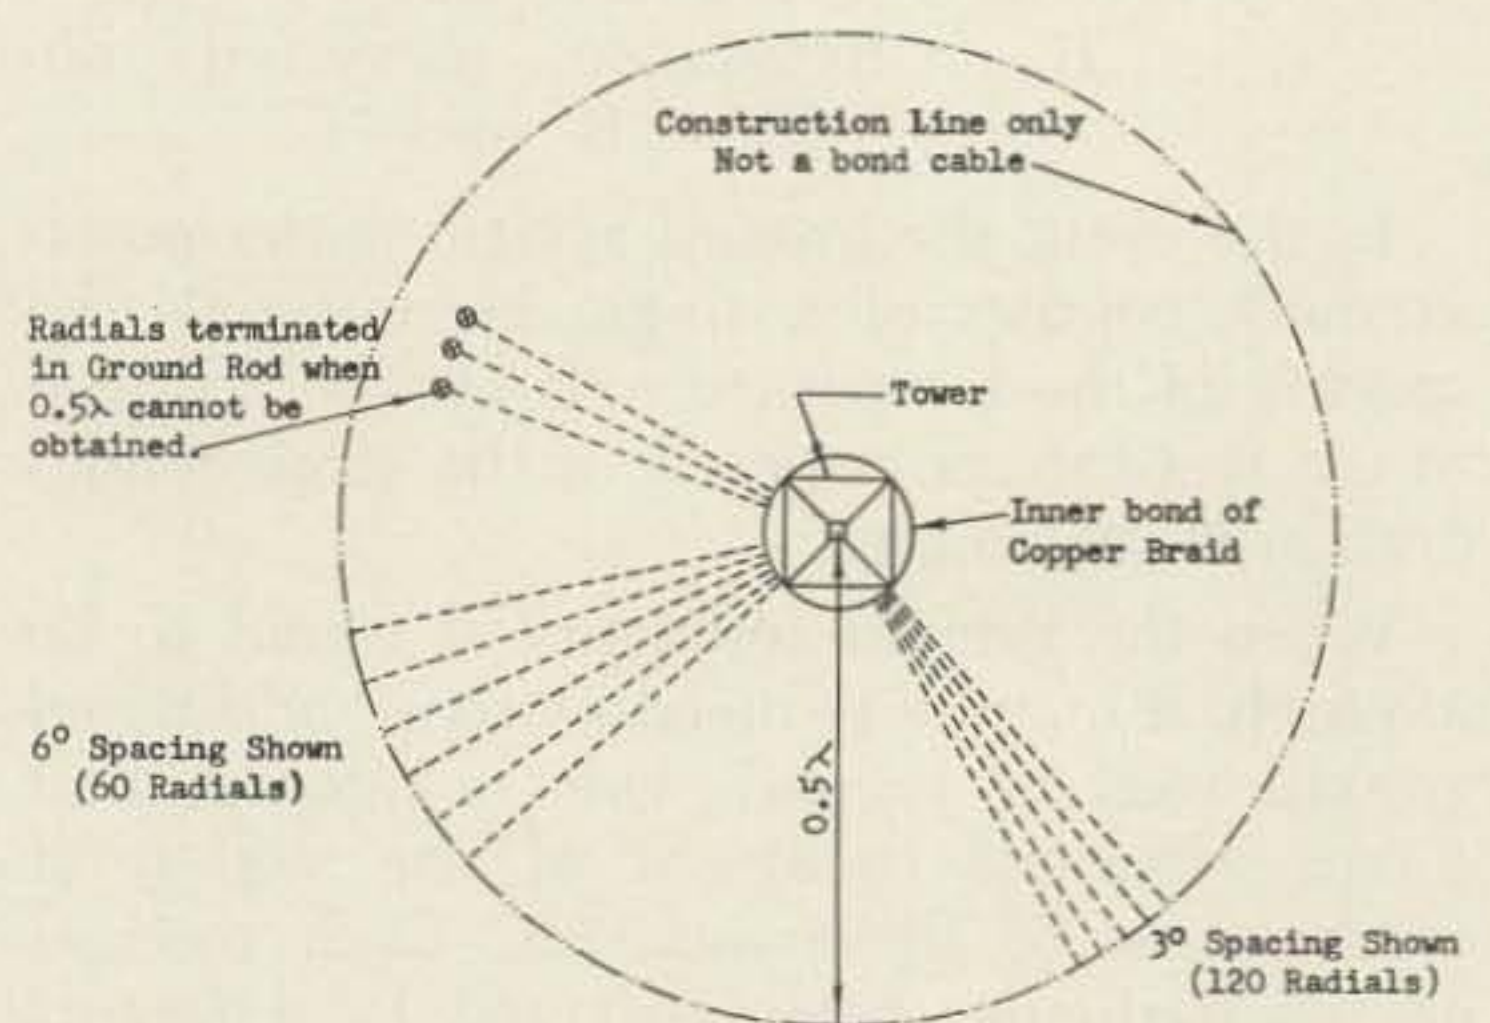 Construction Line only
Not a bond cable
Radials terminated
in Ground Rod when
0.5λ cannot be
obtained.
Tower
Inner bond of
Copper Braid
6° Spacing Shown
(60 Radials)
0.5λ
3° Spacing Shown
(120 Radials)